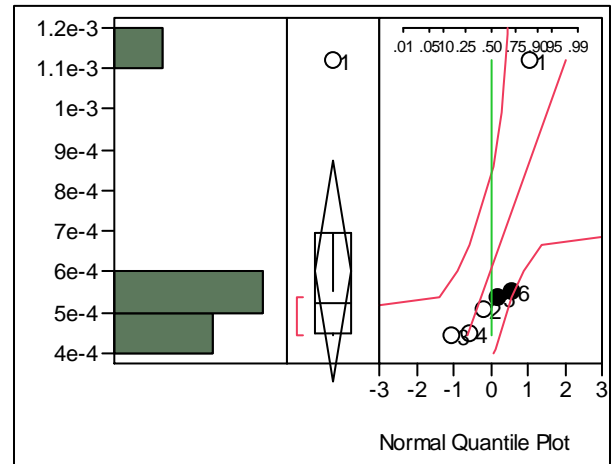 1.2e-3
1.1e-3
1e-3
9e-4
8e-4
7e-4
6e-4
5e-4
4e-4
1
.01 .05 .10 .25 .50 .75 .90 .95 .99
1
6
5
2
3 4
-3 -2 -1 0 1 2 3
Normal Quantile Plot